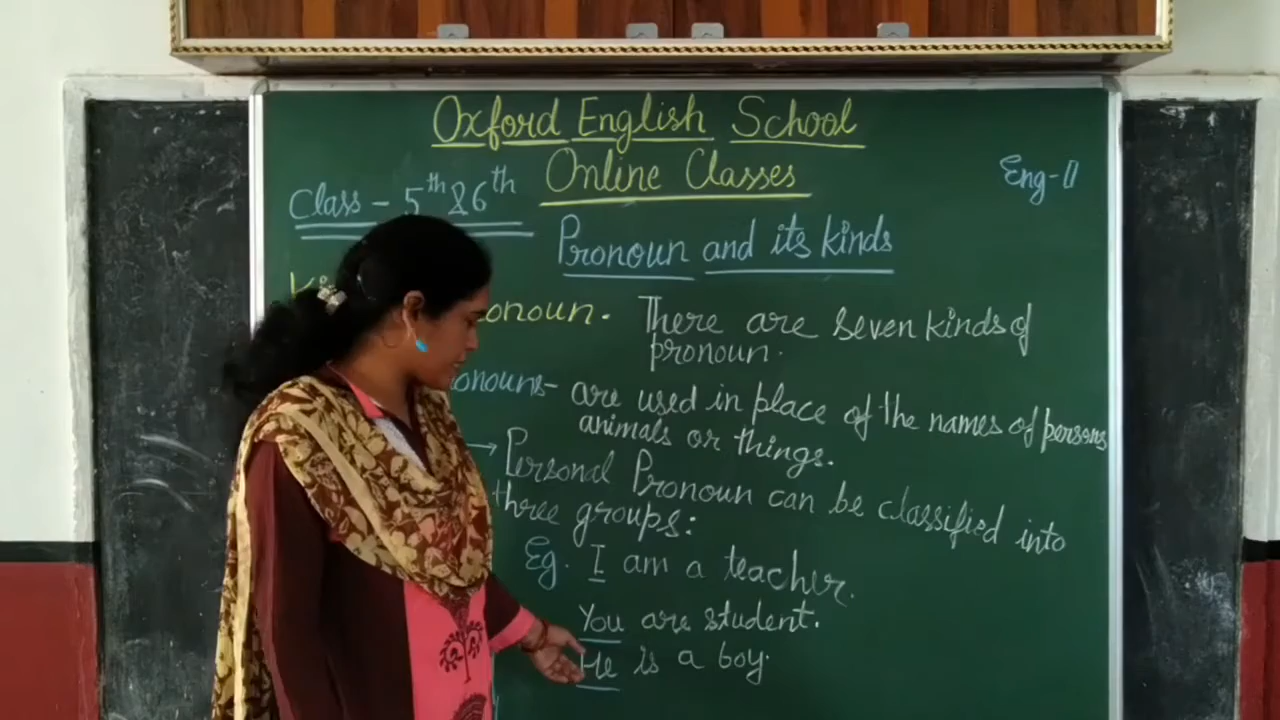 Oxford English School
Online Classes
Class - 5th & 6th
Eng-II
Pronoun and its kinds
There are seven kinds of
pronoun.
are used in place of the names of persons
animals or things.
→ Personal Pronoun can be classified into
three groups:
Eg. I am a teacher.
You are student.
He is a boy.